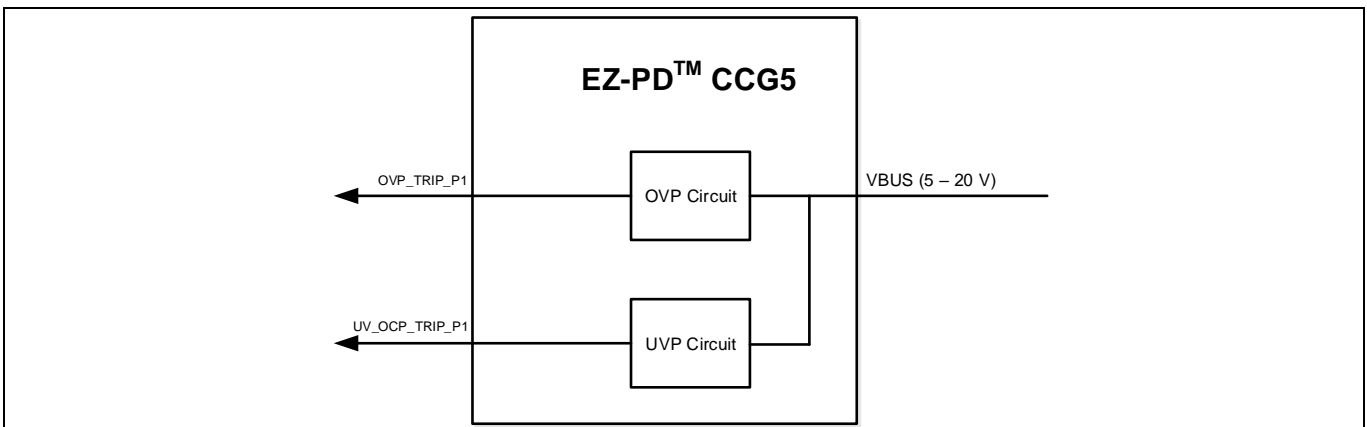 EZ-PD™ CCG5
OVP_TRIP_P1
OVP Circuit
VBUS (5 – 20 V)
UV_OCP_TRIP_P1
UVP Circuit